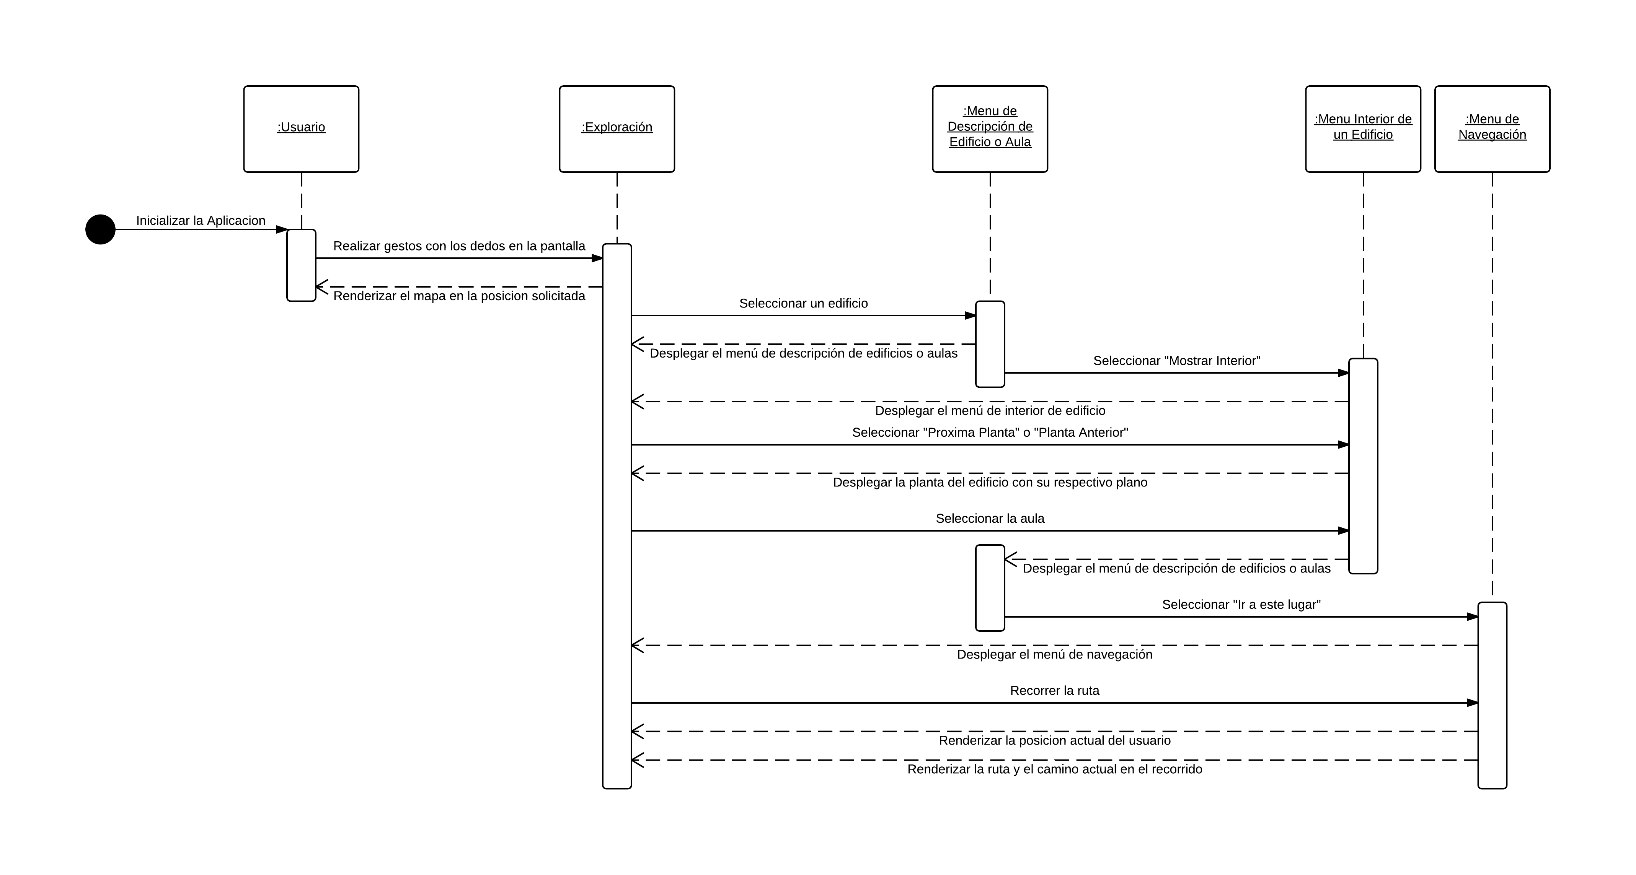 :Usuario
:Exploración
:Menu de
Descripción de
Edificio o Aula
:Menu Interior de
un Edificio
:Menu de
Navegación
Inicializar la Aplicacion
Realizar gestos con los dedos en la pantalla
Renderizar el mapa en la posicion solicitada
Seleccionar un edificio
Desplegar el menú de descripción de edificios o aulas
Seleccionar "Mostrar Interior"
Desplegar el menú de interior de edificio
Seleccionar "Proxima Planta" o "Planta Anterior"
Desplegar la planta del edificio con su respectivo plano
Seleccionar la aula
Desplegar el menú de descripción de edificios o aulas
Seleccionar "Ir a este lugar"
Desplegar el menú de navegación
Recorrer la ruta
Renderizar la posicion actual del usuario
Renderizar la ruta y el camino actual en el recorrido